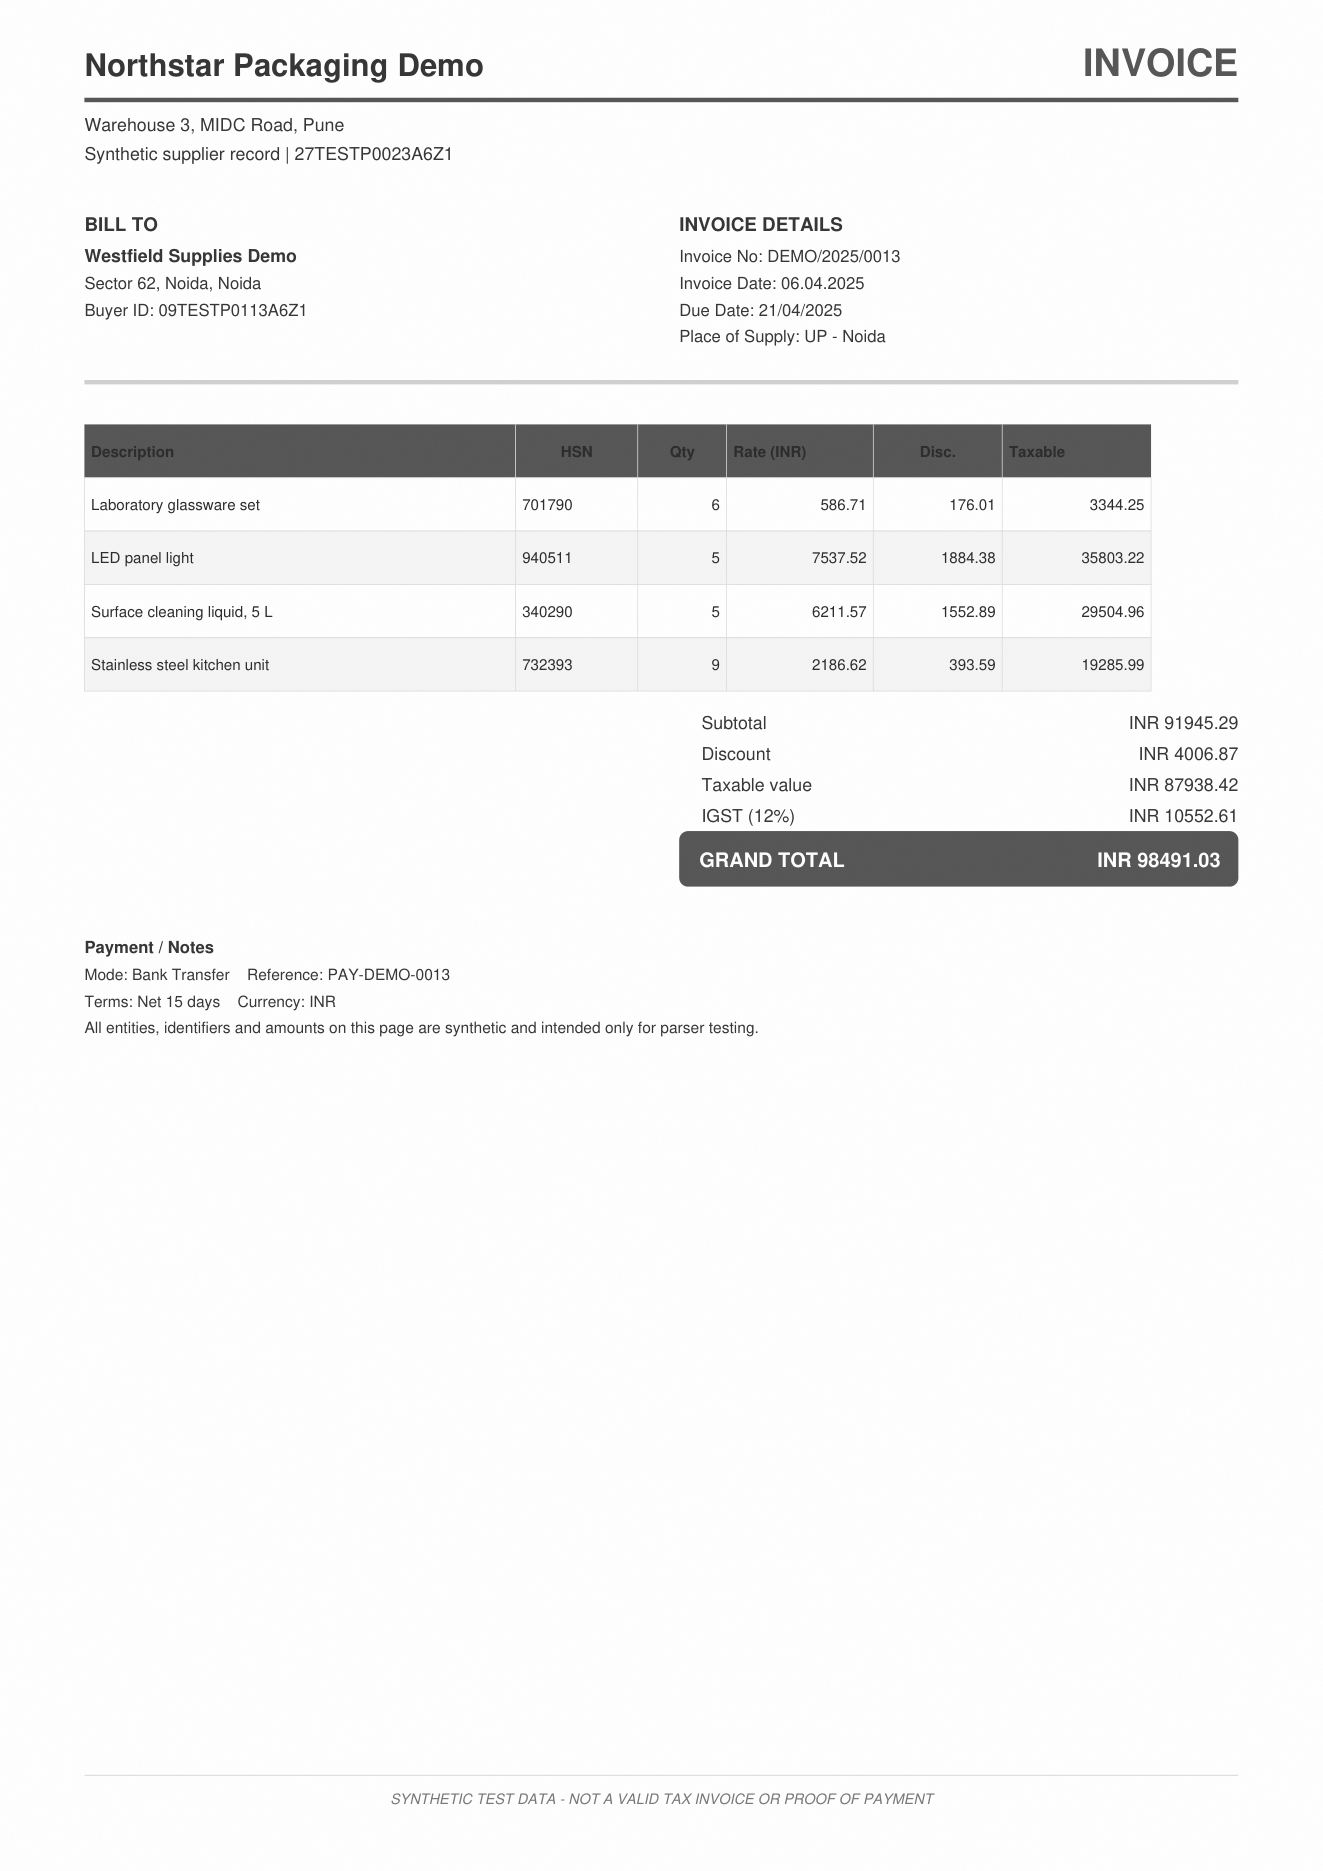 Northstar Packaging Demo INVOICE
Warehouse 3, MIDC Road, Pune
Synthetic supplier record | 27TESTP0023A6Z1
BILL TO
Westfield Supplies Demo
Sector 62, Noida, Noida
Buyer ID: 09TESTP0113A6Z1
INVOICE DETAILS
Invoice No: DEMO/2025/0013
Invoice Date: 06.04.2025
Due Date: 21/04/2025
Place of Supply: UP - Noida
Description HSN Qty Rate (INR) Disc. Taxable
Laboratory glassware set 701790 6 586.71 176.01 3344.25
LED panel light 940511 5 7537.52 1884.38 35803.22
Surface cleaning liquid, 5 L 340290 5 6211.57 1552.89 29504.96
Stainless steel kitchen unit 732393 9 2186.62 393.59 19285.99
Subtotal INR 91945.29
Discount INR 4006.87
Taxable value INR 87938.42
IGST (12%) INR 10552.61
GRAND TOTAL INR 98491.03
Payment / Notes
Mode: Bank Transfer Reference: PAY-DEMO-0013
Terms: Net 15 days Currency: INR
All entities, identifiers and amounts on this page are synthetic and intended only for parser testing.
SYNTHETIC TEST DATA - NOT A VALID TAX INVOICE OR PROOF OF PAYMENT